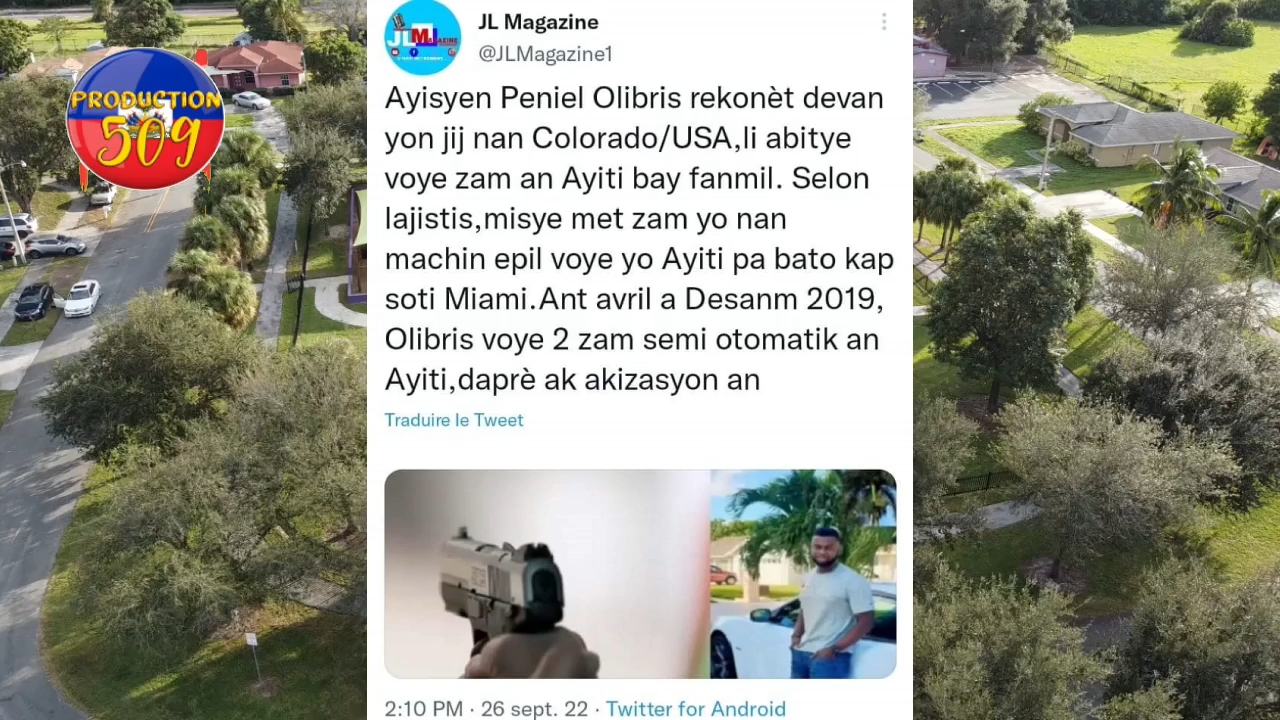 PRODUCTION
509
JL Magazine
@JLMagazine1
Ayisyen Peniel Olibris rekonèt devan
yon jij nan Colorado/USA,li abitye
voye zam an Ayiti bay fanmil. Selon
lajistis,misye met zam yo nan
machin epil voye yo Ayiti pa bato kap
soti Miami.Ant avril a Desanm 2019,
Olibris voye 2 zam semi otomatik an
Ayiti,daprè ak akizasyon an
Traduire le Tweet
2:10 PM · 26 sept. 22 · Twitter for Android